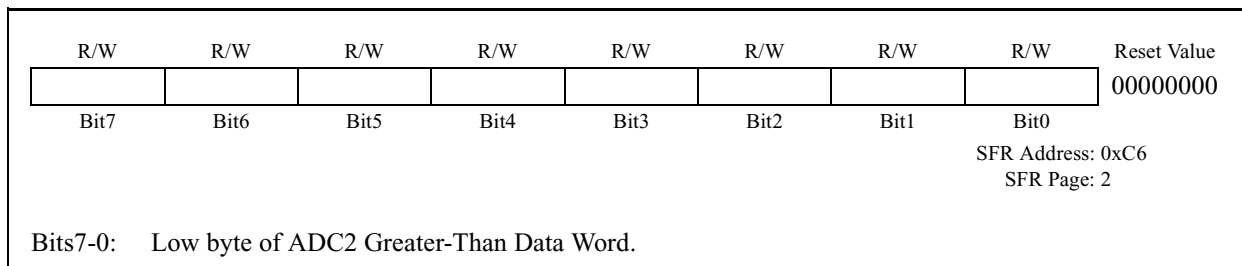 R/W R/W R/W R/W R/W R/W R/W R/W Reset Value
00000000
Bit7 Bit6 Bit5 Bit4 Bit3 Bit2 Bit1 Bit0
SFR Address: 0xC6
SFR Page: 2
Bits7-0: Low byte of ADC2 Greater-Than Data Word.